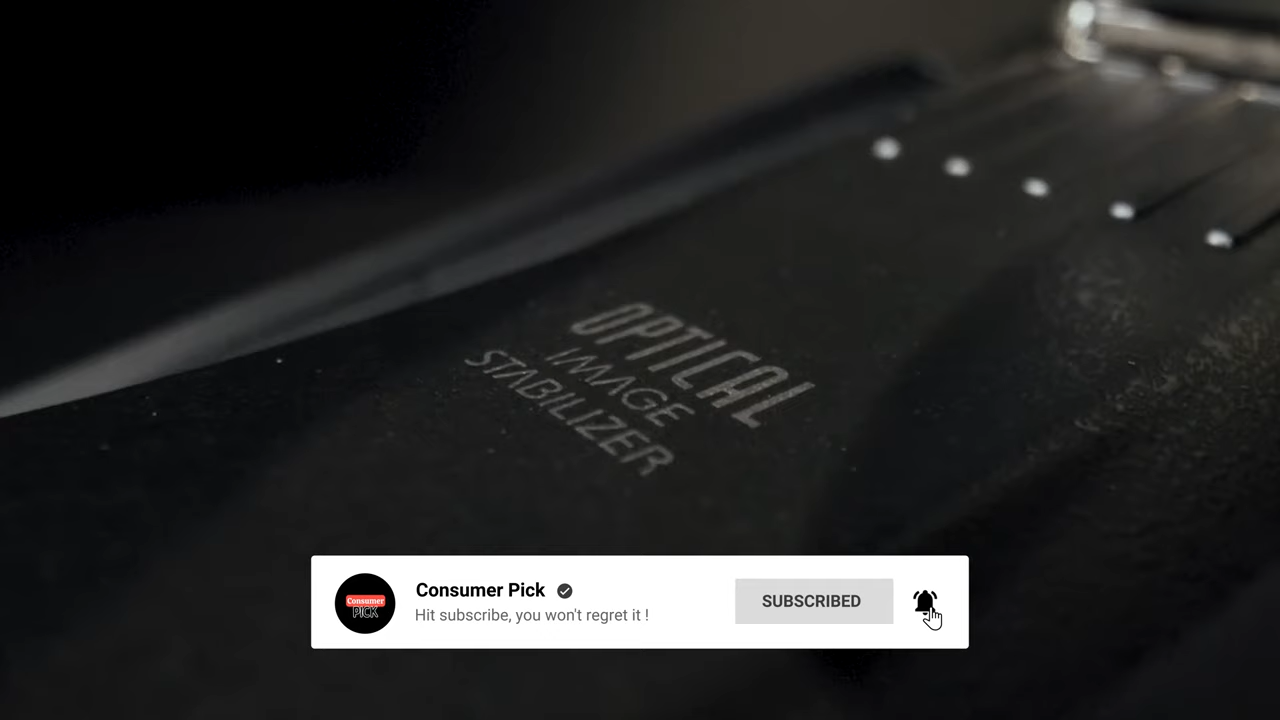 OPTICAL
IMAGE
STABILIZER
Consumer
PICK
Consumer Pick
Hit subscribe, you won't regret it !
SUBSCRIBED